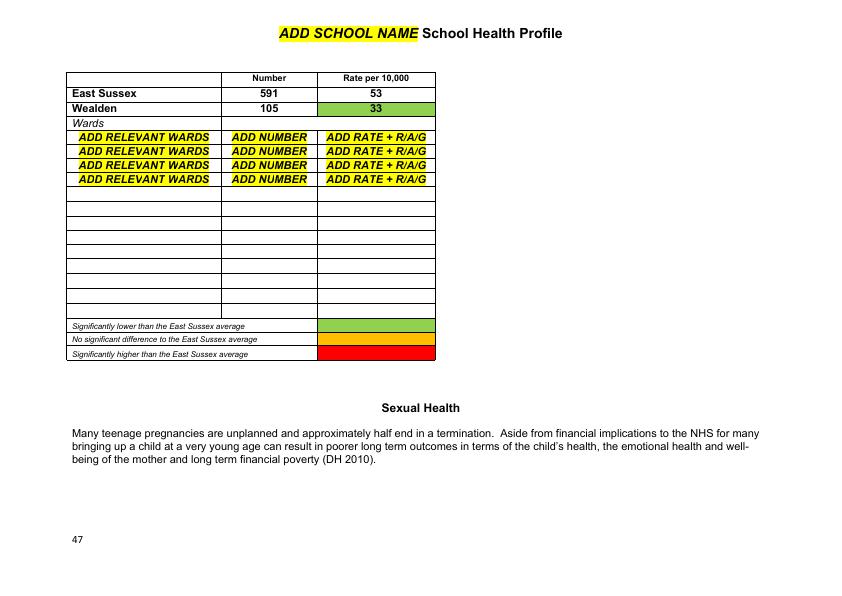 ADD SCHOOL NAME School Health Profile
Number Rate per 10,000
East Sussex 591 53
Wealden 105 33
Wards
ADD RELEVANT WARDS ADD NUMBER ADD RATE + R/A/G
ADD RELEVANT WARDS ADD NUMBER ADD RATE + R/A/G
ADD RELEVANT WARDS ADD NUMBER ADD RATE + R/A/G
ADD RELEVANT WARDS ADD NUMBER ADD RATE + R/A/G
Significantly lower than the East Sussex average
No significant difference to the East Sussex average
Significantly higher than the East Sussex average
Sexual Health
Many teenage pregnancies are unplanned and approximately half end in a termination.  Aside from financial implications to the NHS for many
bringing up a child at a very young age can result in poorer long term outcomes in terms of the child's health, the emotional health and well-
being of the mother and long term financial poverty (DH 2010).
47